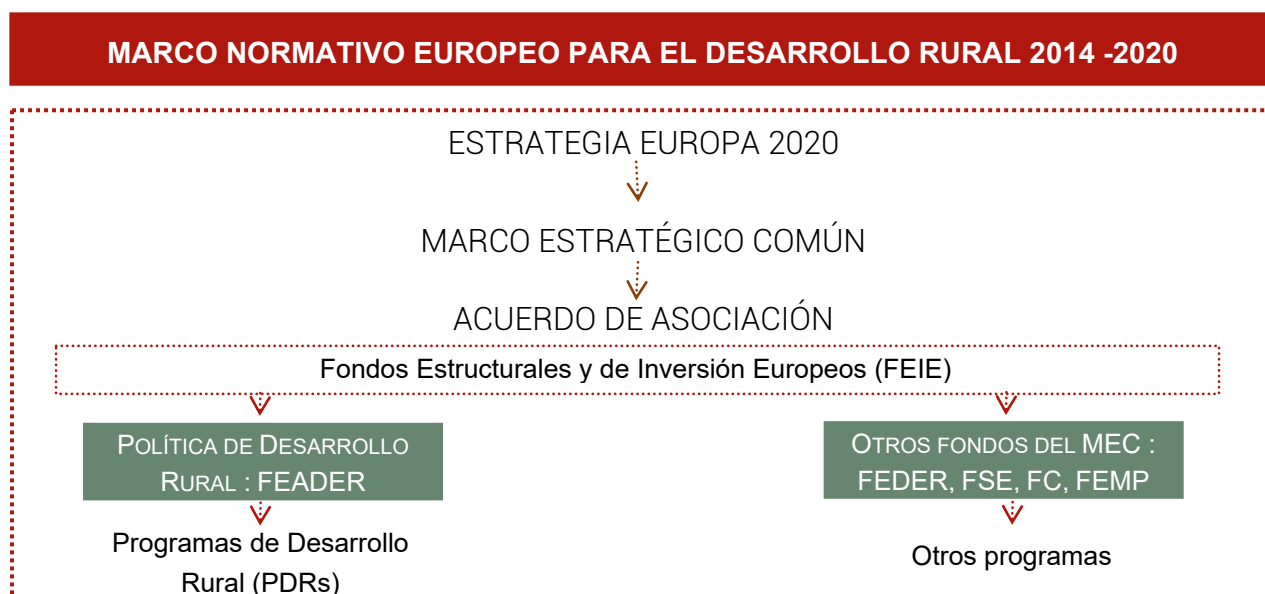 MARCO NORMATIVO EUROPEO PARA EL DESARROLLO RURAL 2014 -2020
ESTRATEGIA EUROPA 2020
MARCO ESTRATÉGICO COMÚN
ACUERDO DE ASOCIACIÓN
Fondos Estructurales y de Inversión Europeos (FEIE)
POLÍTICA DE DESARROLLO
RURAL : FEADER
OTROS FONDOS DEL MEC :
FEDER, FSE, FC, FEMP
Programas de Desarrollo
Rural (PDRs)
Otros programas